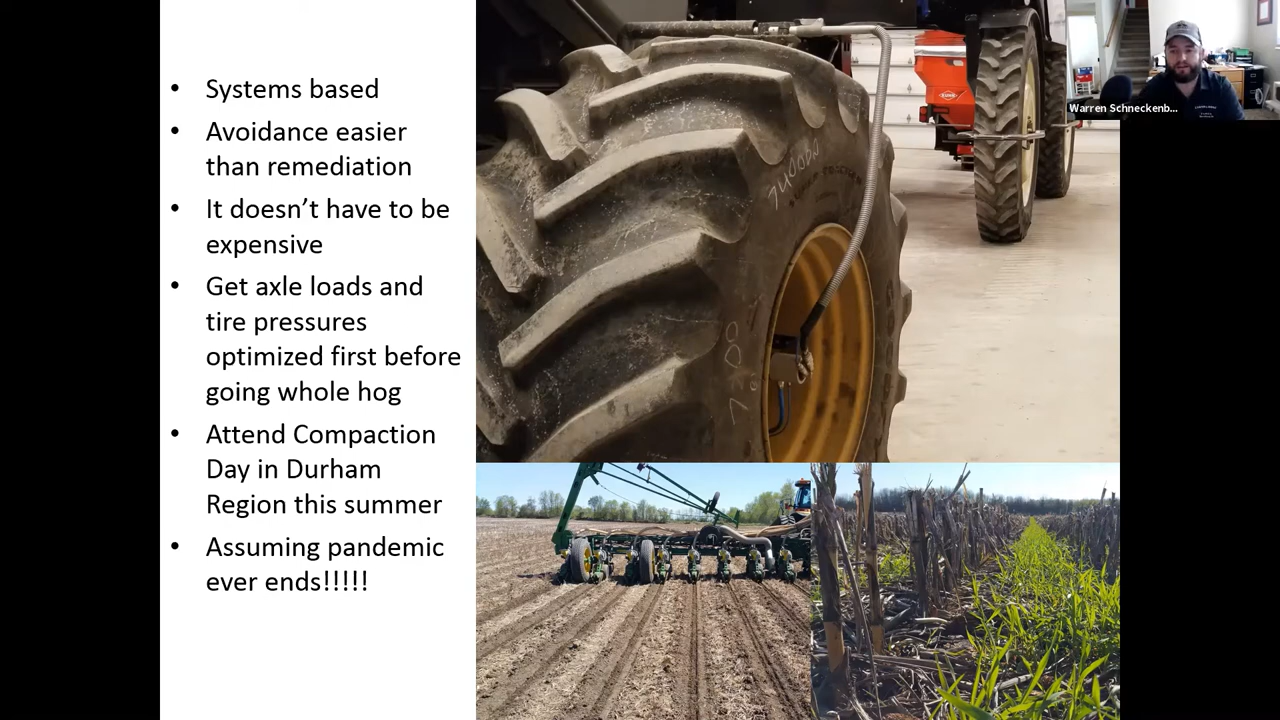 • Systems based
• Avoidance easier
than remediation
• It doesn’t have to be
expensive
• Get axle loads and
tire pressures
optimized first before
going whole hog
• Attend Compaction
Day in Durham
Region this summer
• Assuming pandemic
ever ends!!!!!
Warren Schneckenb...
KUHN